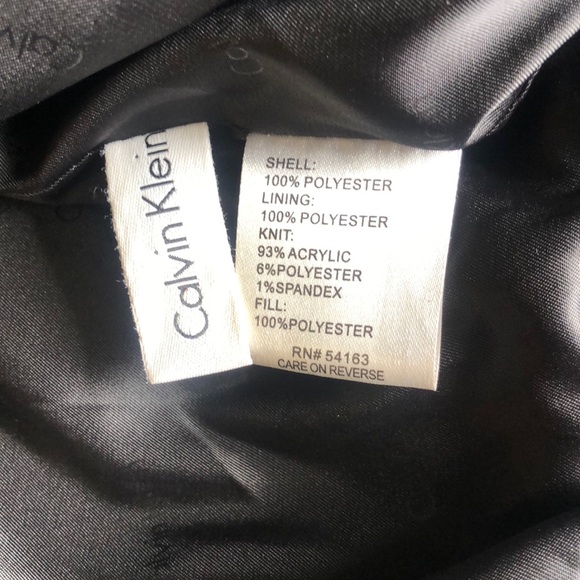 Calvin Klein
SHELL:
100% POLYESTER
LINING:
100% POLYESTER
KNIT:
93% ACRYLIC
6%POLYESTER
1%SPANDEX
FILL:
100%POLYESTER
RN# 54163
CARE ON REVERSE